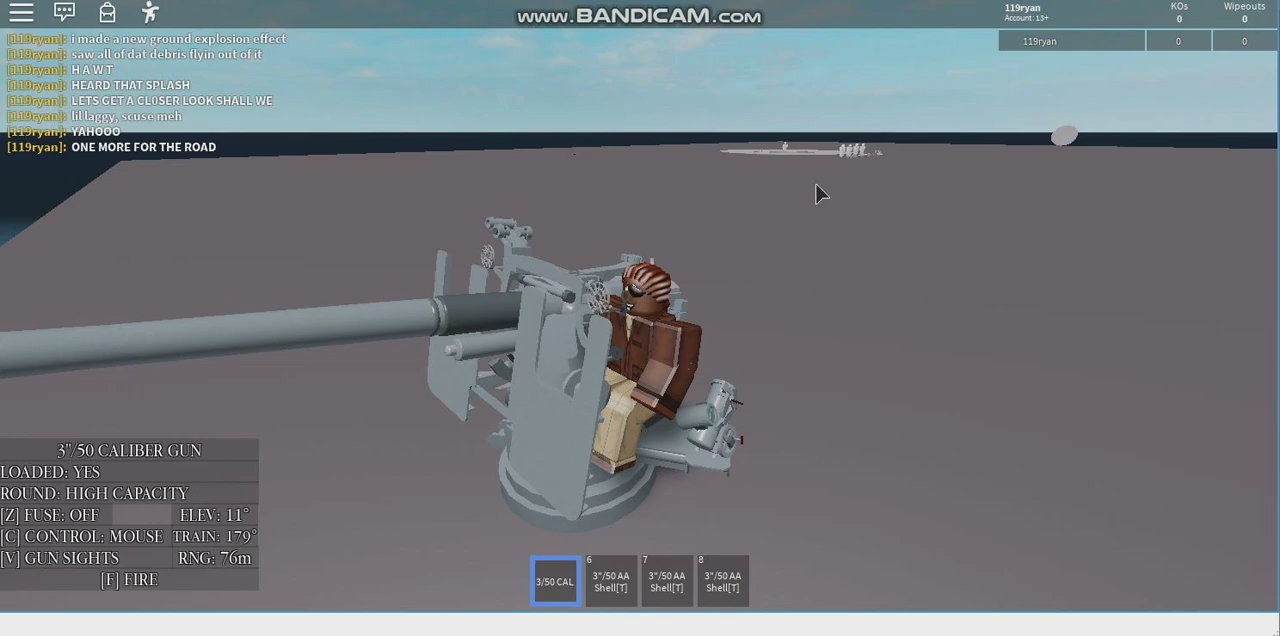 www.BANDICAM.com
119ryan
Account: 13+
KOs
0
Wipeouts
0
119ryan 0 0
[119ryan]: i made a new ground explosion effect
[119ryan]: saw all of dat debris flyin out of it
[119ryan]: H A W T
[119ryan]: HEARD THAT SPLASH
[119ryan]: LETS GET A CL0SER LOOK SHALL WE
[119ryan]: lil laggy, scuse meh
[119ryan]: YAHOOO
[119ryan]: ONE MORE FOR THE ROAD
3"/50 CALIBER GUN
LOADED: YES
ROUND: HIGH CAPACITY
[Z] FUSE: OFF ELEV: 11°
[C] CONTROL: MOUSE TRAIN: 179°
[V] GUN SIGHTS RNG: 76m
[F] FIRE
3/50 CAL
6
3"/50 AA
Shell[T]
7
3"/50 AA
Shell[T]
8
3"/50 AA
Shell[T]